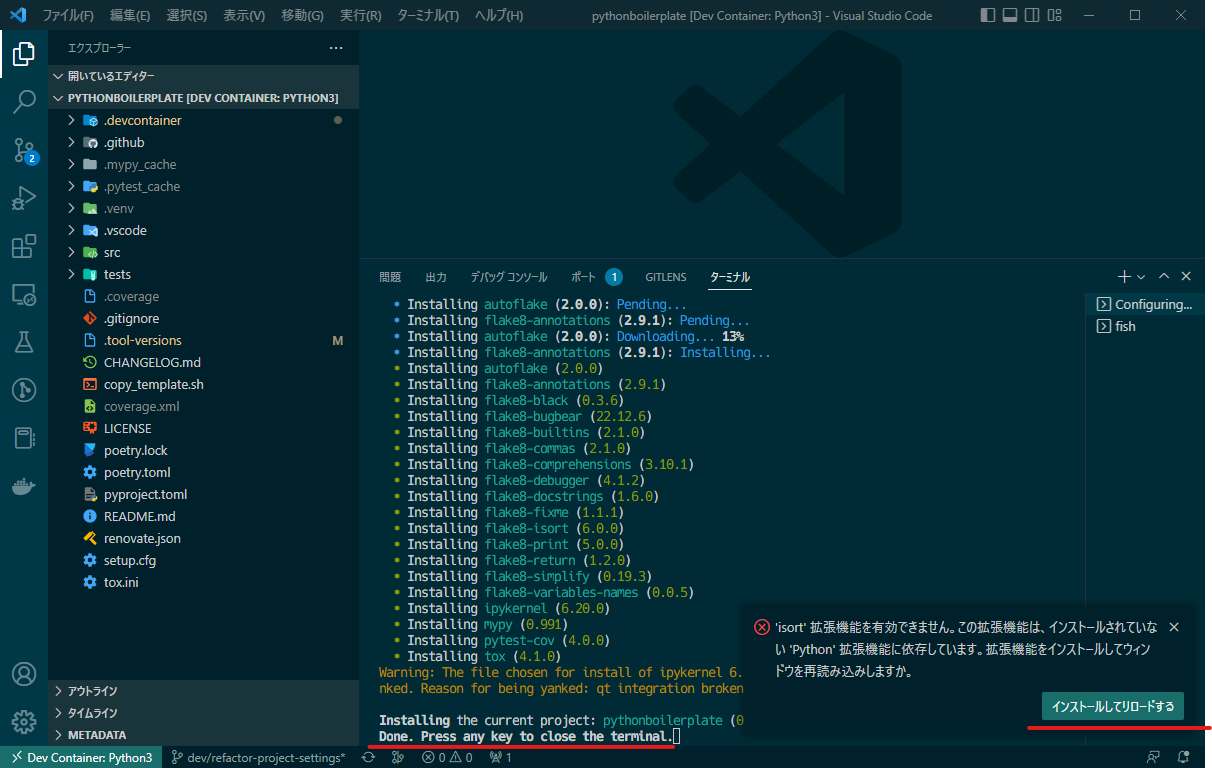 ファイル(F) 編集(E) 選択(S) 表示(V) 移動(G) 実行(R) ターミナル(T) ヘルプ(H) pythonboilerplate [Dev Container: Python3] - Visual Studio Code
エクスプローラー
開いているエディター
PYTHONBOILERPLATE [DEV CONTAINER: PYTHON3]
.devcontainer
.github
.mypy_cache
.pytest_cache
.venv
.vscode
src
tests
.coverage
.gitignore
.tool-versions M
CHANGELOG.md
copy_template.sh
coverage.xml
LICENSE
poetry.lock
poetry.toml
pyproject.toml
README.md
renovate.json
setup.cfg
tox.ini
アウトライン
タイムライン
METADATA
2
問題 出力 デバッグ コンソール ポート 1 GITLENS ターミナル
• Installing autoflake (2.0.0): Pending...
• Installing flake8-annotations (2.9.1): Pending...
• Installing autoflake (2.0.0): Downloading... 13%
• Installing flake8-annotations (2.9.1): Installing...
• Installing autoflake (2.0.0)
• Installing flake8-annotations (2.9.1)
• Installing flake8-black (0.3.6)
• Installing flake8-bugbear (22.12.6)
• Installing flake8-builtins (2.1.0)
• Installing flake8-commas (2.1.0)
• Installing flake8-comprehensions (3.10.1)
• Installing flake8-debugger (4.1.2)
• Installing flake8-docstrings (1.6.0)
• Installing flake8-fixme (1.1.1)
• Installing flake8-isort (6.0.0)
• Installing flake8-print (5.0.0)
• Installing flake8-return (1.2.0)
• Installing flake8-simplify (0.19.3)
• Installing flake8-variables-names (0.0.5)
• Installing ipykernel (6.20.0)
• Installing mypy (0.991)
• Installing pytest-cov (4.0.0)
• Installing tox (4.1.0)
Warning: The file chosen for install of ipykernel 6.
nked. Reason for being yanked: qt integration broken
Installing the current project: pythonboilerplate (0
Done. Press any key to close the terminal.
Configuring...
fish
'isort' 拡張機能を有効できません。この拡張機能は、インストールされていな
い 'Python' 拡張機能に依存しています。拡張機能をインストールしてウィン
ドウを再読み込みしますか。
インストールしてリロードする
Dev Container: Python3 dev/refactor-project-settings* 0 0 1